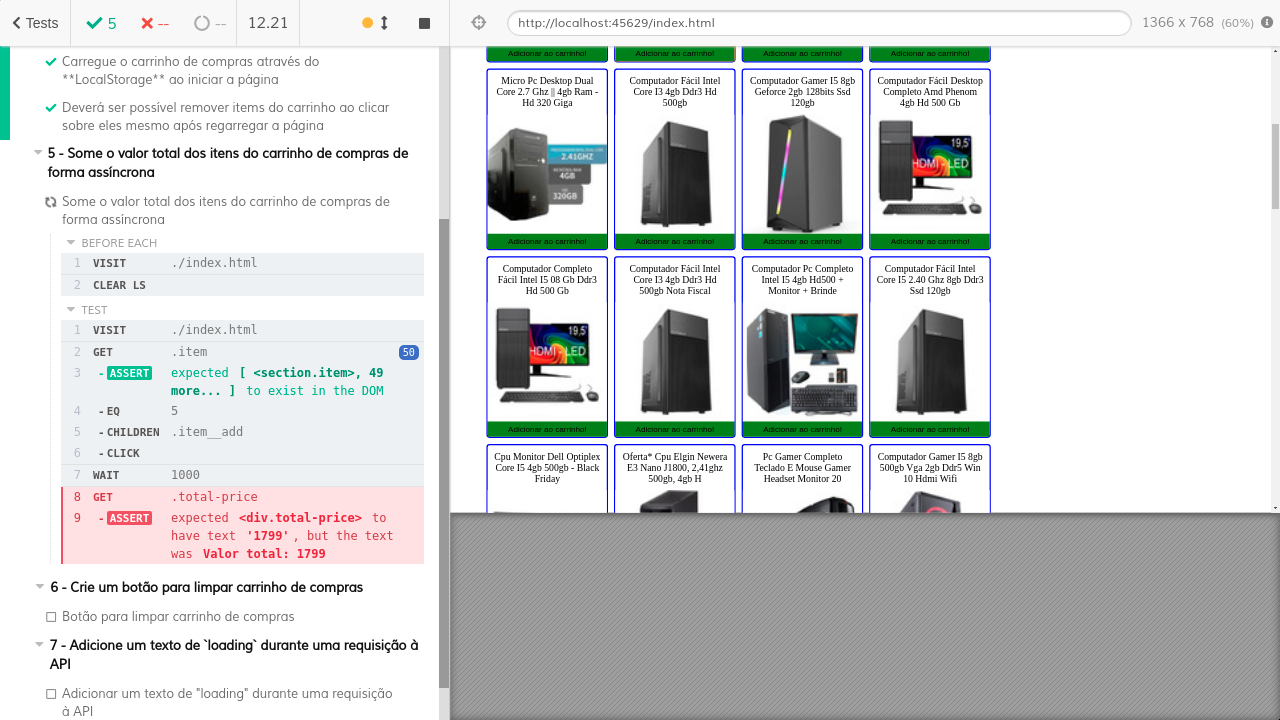 Tests
5
--
--
12.21
http://localhost:45629/index.html
1366 x 768 (60%)
Carregue o carrinho de compras através do
**LocalStorage** ao iniciar a página
Deverá ser possível remover items do carrinho ao clicar
sobre eles mesmo após regarregar a página
5 - Some o valor total dos itens do carrinho de compras de
forma assíncrona
Some o valor total dos itens do carrinho de compras de
forma assíncrona
BEFORE EACH
1 VISIT ./index.html
2 CLEAR LS
TEST
1 VISIT ./index.html
2 GET .item 50
3 -ASSERT expected [ <section.item>, 49
more... ] to exist in the DOM
4 -EQ 5
5 -CHILDREN .item__add
6 -CLICK
7 WAIT 1000
8 GET .total-price
9 -ASSERT expected <div.total-price> to
have text '1799', but the text
was Valor total: 1799
6 - Crie um botão para limpar carrinho de compras
Botão para limpar carrinho de compras
7 - Adicione um texto de `loading` durante uma requisição à
API
Adicionar um texto de "loading" durante uma requisição
à API
Adicionar ao carrinho!
Adicionar ao carrinho!
Adicionar ao carrinho!
Adicionar ao carrinho!
Micro Pc Desktop Dual
Core 2.7 Ghz || 4gb Ram -
Hd 320 Giga
2.41GHZ
4GB
320GB
Adicionar ao carrinho!
Computador Fácil Intel
Core I3 4gb Ddr3 Hd
500gb
Adicionar ao carrinho!
Computador Gamer I5 8gb
Geforce 2gb 128bits Ssd
120gb
Adicionar ao carrinho!
Computador Fácil Desktop
Completo Amd Phenom
4gb Hd 500 Gb
19,5'
HDMI - LED
Adicionar ao carrinho!
Computador Completo
Fácil Intel I5 08 Gb Ddr3
Hd 500 Gb
19,5'
HDMI - LED
Adicionar ao carrinho!
Computador Fácil Intel
Core I3 4gb Ddr3 Hd
500gb Nota Fiscal
Adicionar ao carrinho!
Computador Pc Completo
Intel I5 4gb Hd500 +
Monitor + Brinde
Adicionar ao carrinho!
Computador Fácil Intel
Core I5 2.40 Ghz 8gb Ddr3
Ssd 120gb
Adicionar ao carrinho!
Cpu Monitor Dell Optiplex
Core I5 4gb 500gb - Black
Friday
Oferta* Cpu Elgin Newera
E3 Nano J1800, 2,41ghz
500gb, 4gb H
Pc Gamer Completo
Teclado E Mouse Gamer
Headset Monitor 20
Computador Gamer I5 8gb
500gb Vga 2gb Ddr5 Win
10 Hdmi Wifi